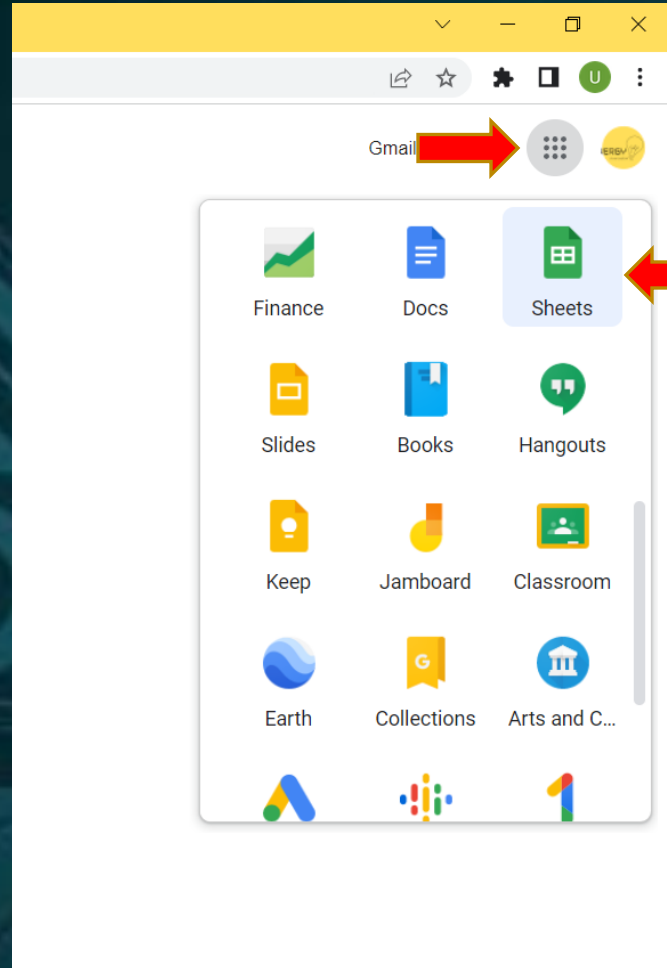 U
Gmail
Finance Docs Sheets
Slides Books Hangouts
Keep Jamboard Classroom
G
Earth Collections Arts and C...